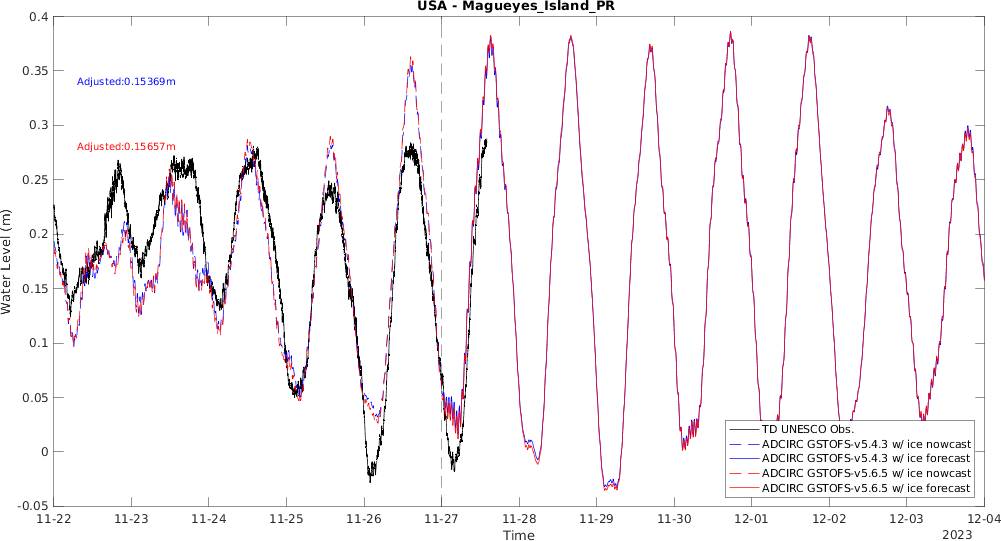 USA - Magueyes_Island_PR
0.4
0.35
0.3
0.25
0.2
0.15
0.1
0.05
0
-0.05
Water Level (m)
Adjusted:0.15369m
Adjusted:0.15657m
TD UNESCO Obs.
ADCIRC GSTOFS-v5.4.3 w/ ice nowcast
ADCIRC GSTOFS-v5.4.3 w/ ice forecast
ADCIRC GSTOFS-v5.6.5 w/ ice nowcast
ADCIRC GSTOFS-v5.6.5 w/ ice forecast
11-22 11-23 11-24 11-25 11-26 11-27 11-28 11-29 11-30 12-01 12-02 12-03 12-04
Time
2023